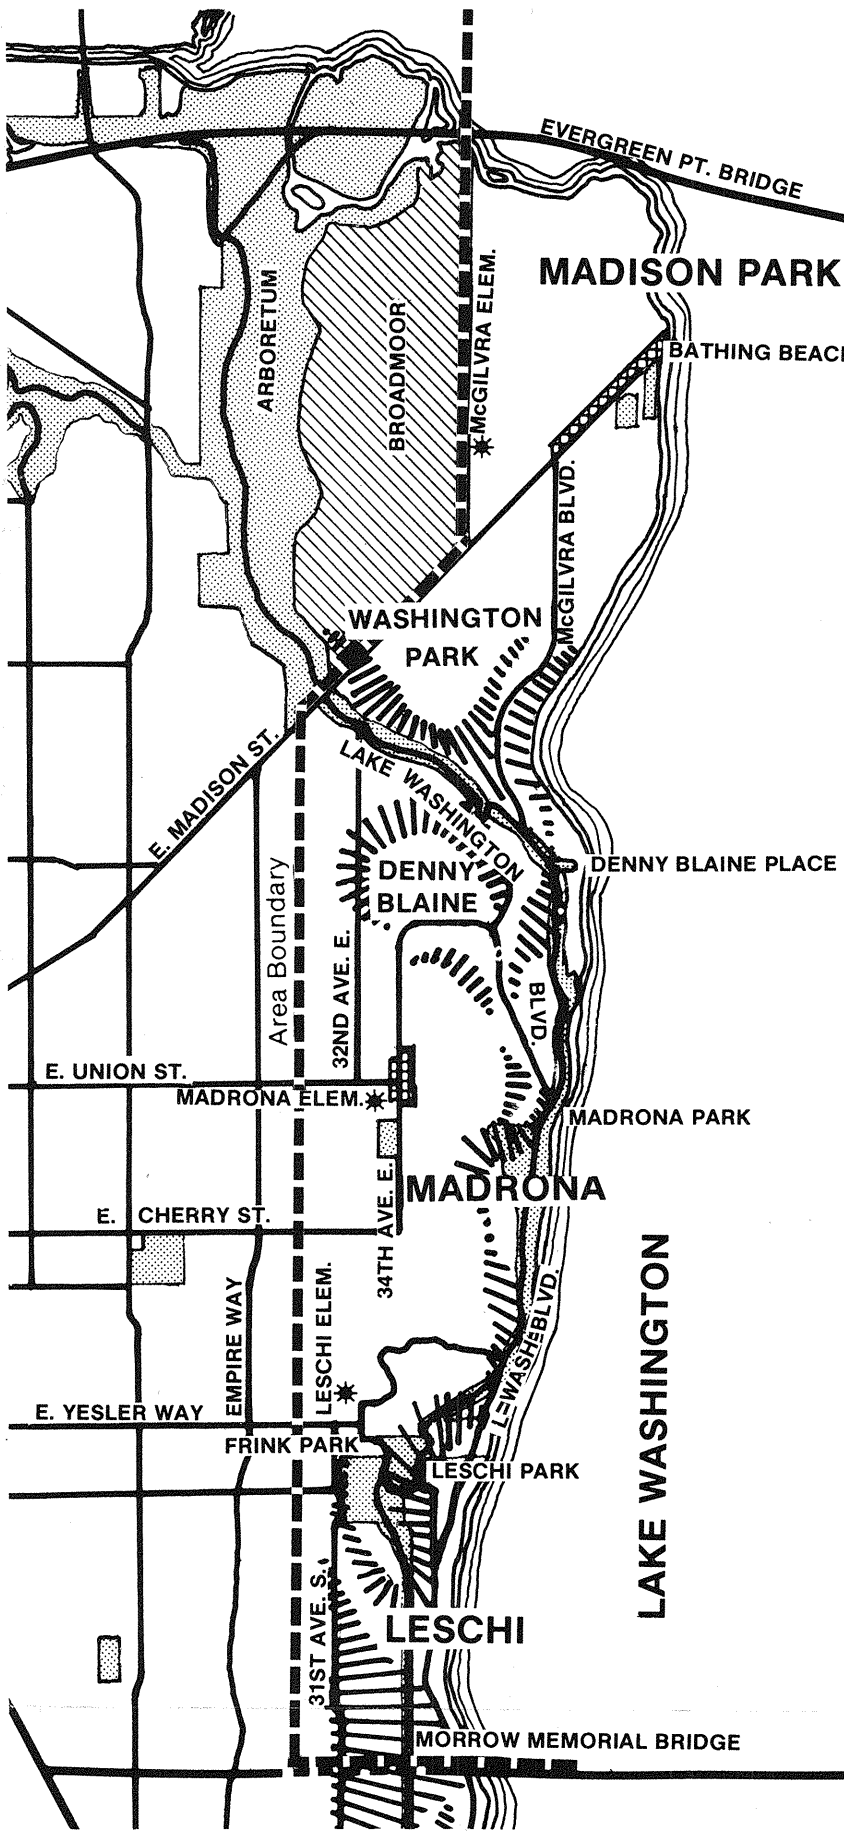 EVERGREEN PT. BRIDGE
MADISON PARK
McGILVRA ELEM.
ARBORETUM
BROADMOOR
BATHING BEAC
McGILVRA BLVD.
WASHINGTON
PARK
E. MADISON ST.
LAKE WASHINGTON
BLVD.
DENNY
BLAINE
DENNY BLAINE PLACE
Area Boundary
32ND AVE. E.
E. UNION ST.
MADRONA ELEM.
MADRONA PARK
MADRONA
34TH AVE. E.
E. CHERRY ST.
EMPIRE WAY
LESCHI ELEM.
L. WASH. BLVD.
LAKE WASHINGTON
E. YESLER WAY
FRINK PARK
LESCHI PARK
31ST AVE. S.
LESCHI
MORROW MEMORIAL BRIDGE